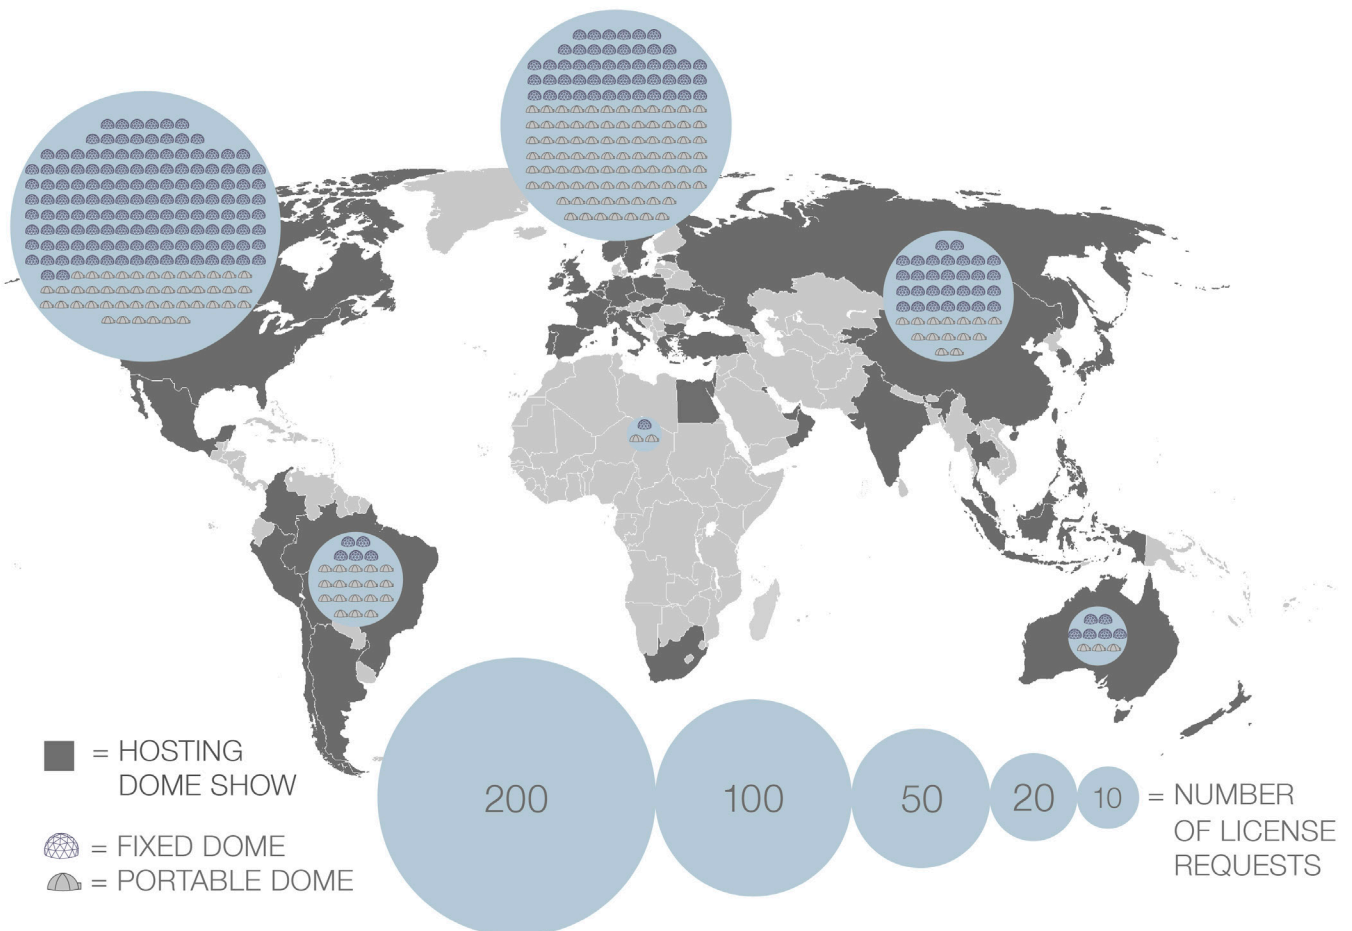 = HOSTING
DOME SHOW
= FIXED DOME
= PORTABLE DOME
200
100
50
20
10
= NUMBER
OF LICENSE
REQUESTS